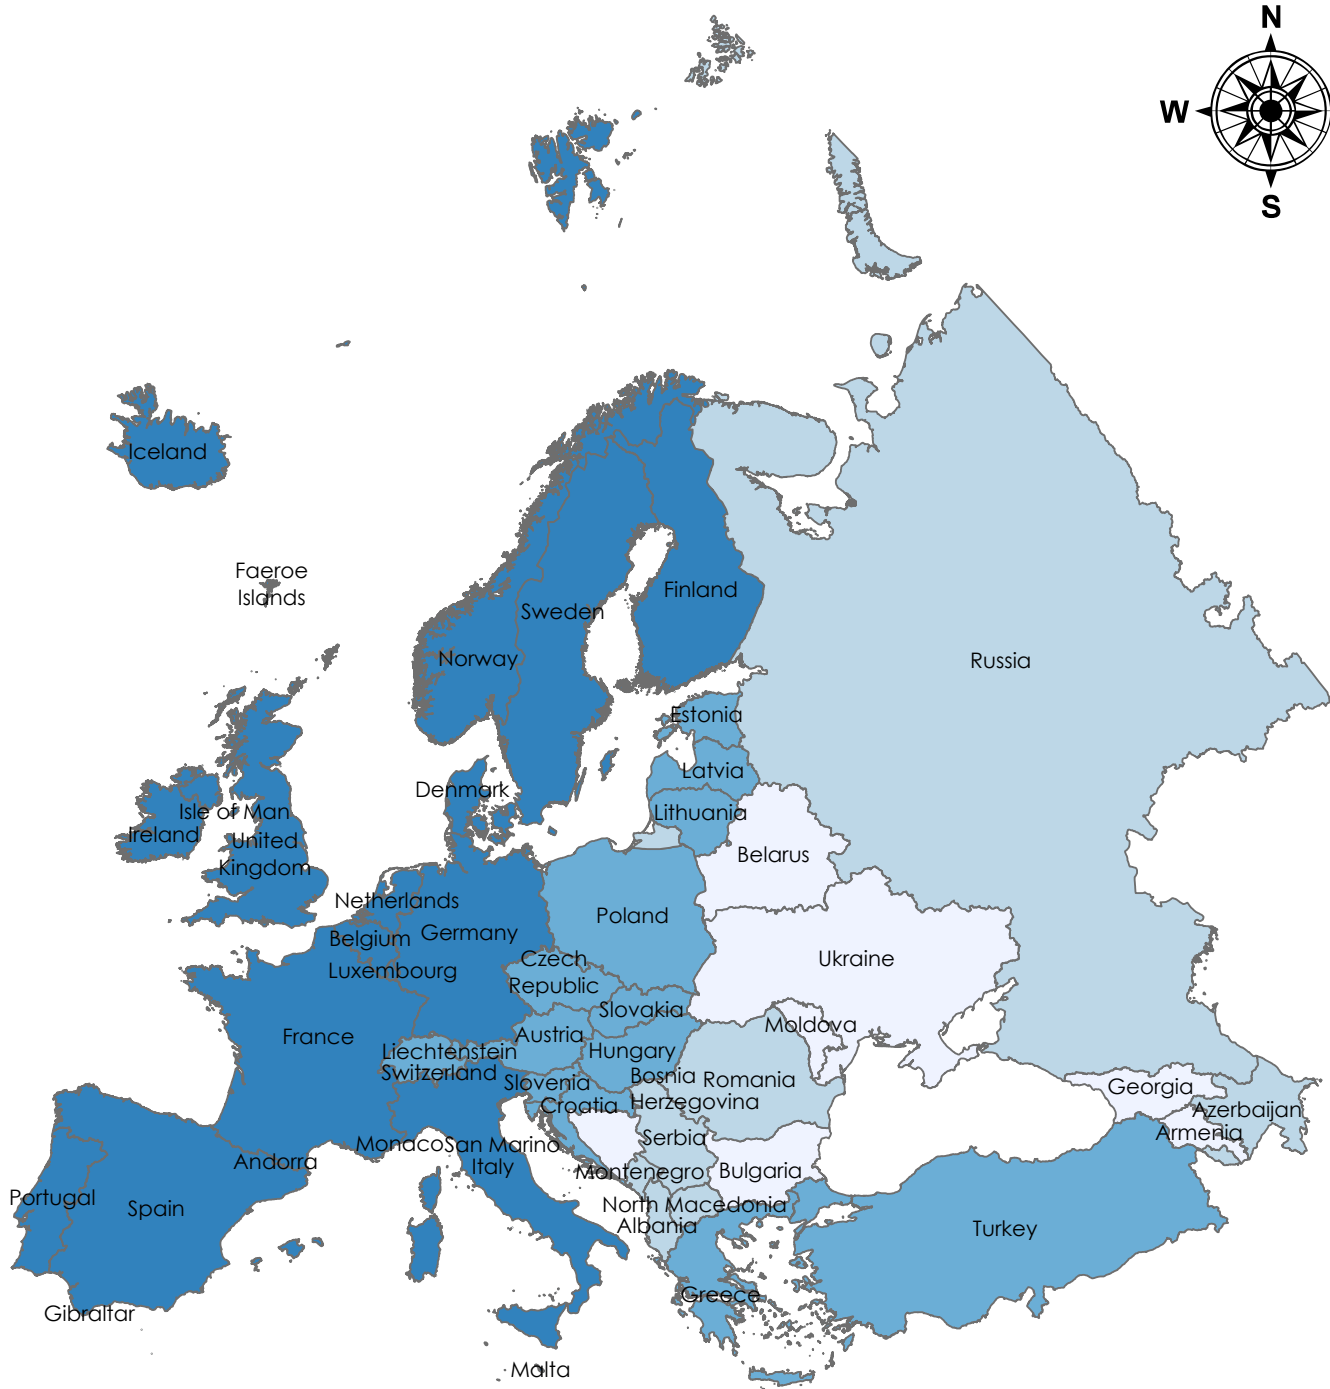 N
W
S
Iceland
Faeroe
Islands
Finland
Sweden
Norway
Russia
Estonia
Latvia
Denmark
Lithuania
Isle of Man
Ireland
United
Kingdom
Belarus
Netherlands
Poland
Germany
Belgium
Czech
Republic
Luxembourg
Ukraine
Slovakia
Moldova
France
Austria
Liechtenstein
Hungary
Switzerland
Slovenia
Bosnia
Romania
Georgia
Croatia
Herzegovina
Azerbaijan
Armenia
Serbia
Monaco
San Marino
Andorra
Italy
Montenegro
Bulgaria
Portugal
Spain
North Macedonia
Albania
Turkey
Greece
Gibraltar
Malta